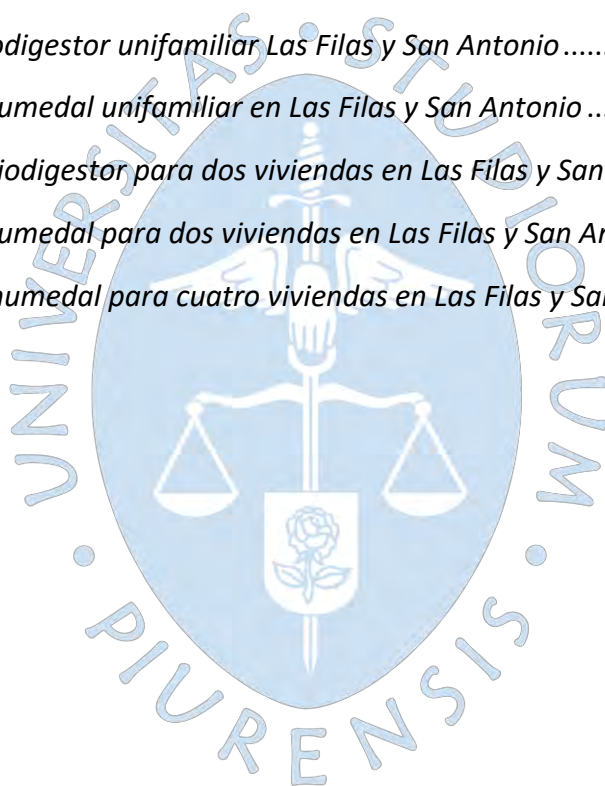 odigestor unifamiliar Las Filas y San Antonio ......
umedal unifamiliar en Las Filas y San Antonio ...
iodigestor para dos viviendas en Las Filas y San
umedal para dos viviendas en Las Filas y San An
humedal para cuatro viviendas en Las Filas y Sa
UNIVERSITAS • STUDIORUM • PIURENSIS •